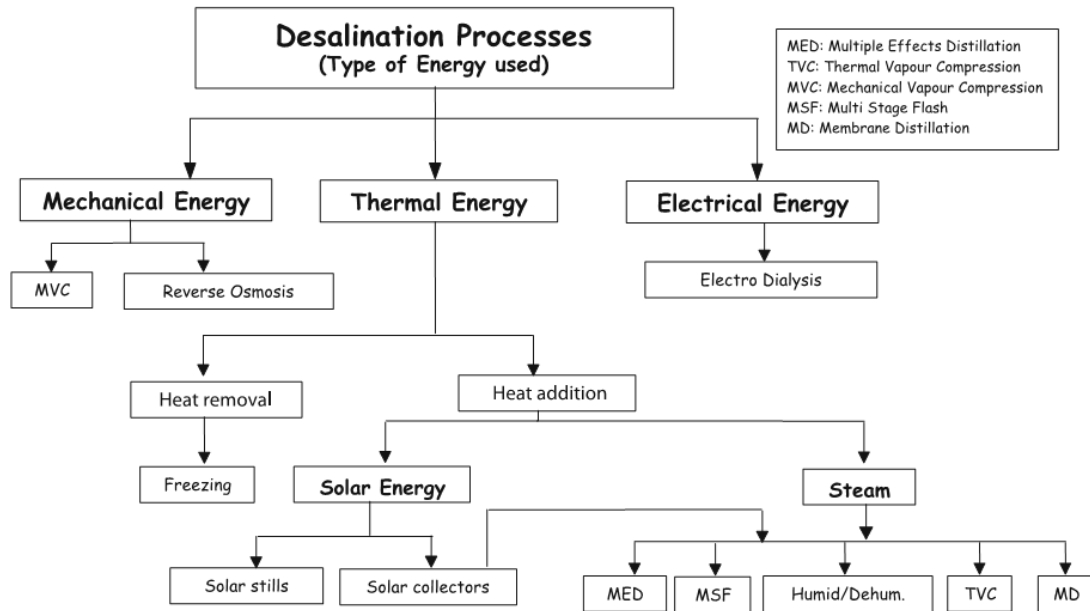 Desalination Processes
(Type of Energy used)
MED: Multiple Effects Distillation
TVC: Thermal Vapour Compression
MVC: Mechanical Vapour Compression
MSF: Multi Stage Flash
MD: Membrane Distillation
Mechanical Energy
Thermal Energy
Electrical Energy
MVC
Reverse Osmosis
Electro Dialysis
Heat removal
Heat addition
Freezing
Solar Energy
Steam
Solar stills
Solar collectors
MED
MSF
Humid/Dehum.
TVC
MD